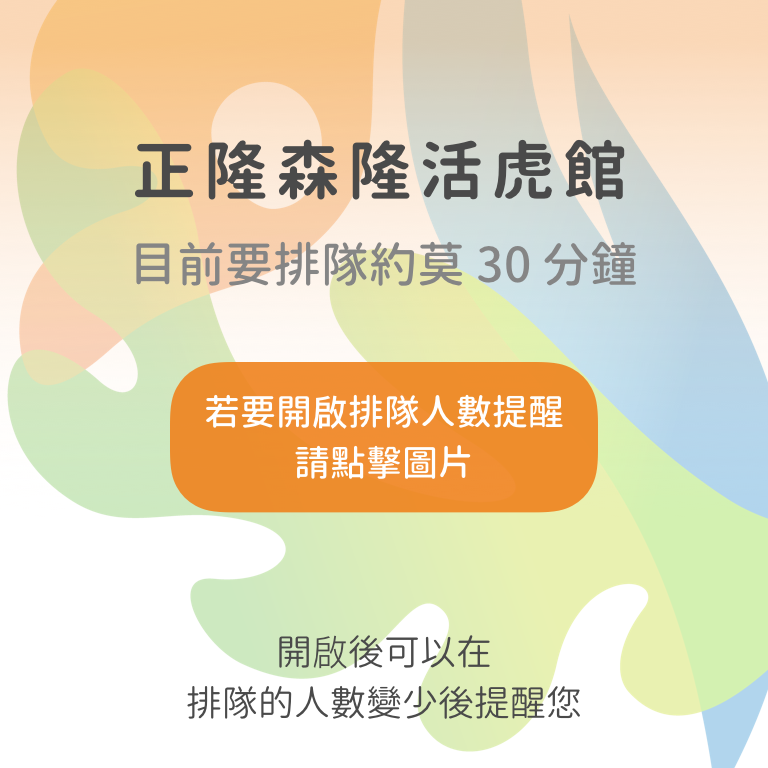 正隆森隆活虎館
目前要排隊約莫 30 分鐘
若要開啟排隊人數提醒
請點擊圖片
開啟後可以在
排隊的人數變少後提醒您